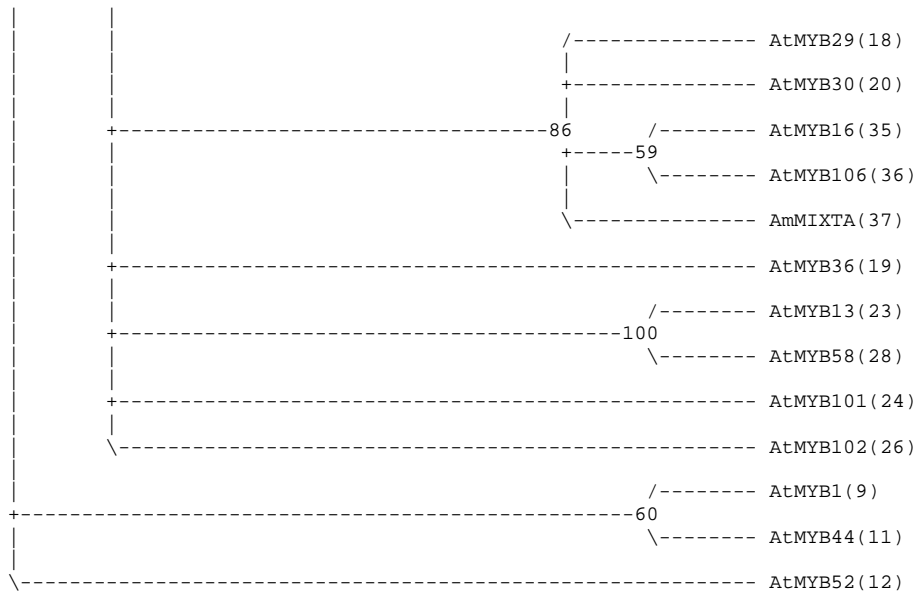 AtMYB29(18)
AtMYB30(20)
86
AtMYB16(35)
59
AtMYB106(36)
AmMIXTA(37)
AtMYB36(19)
AtMYB13(23)
100
AtMYB58(28)
AtMYB101(24)
AtMYB102(26)
AtMYB1(9)
60
AtMYB44(11)
AtMYB52(12)